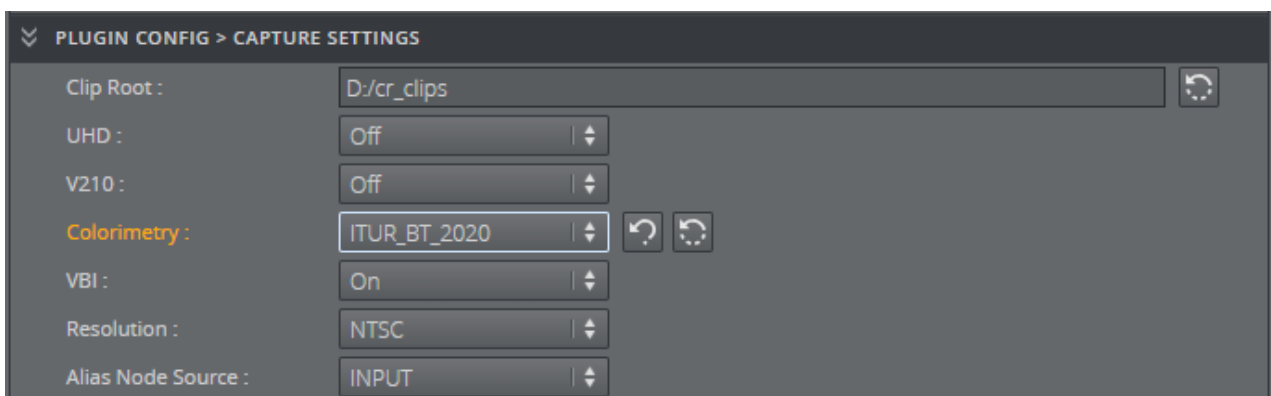 PLUGIN CONFIG > CAPTURE SETTINGS
Clip Root : D:/cr_clips
UHD : Off
V210 : Off
Colorimetry : ITUR_BT_2020
VBI : On
Resolution : NTSC
Alias Node Source : INPUT